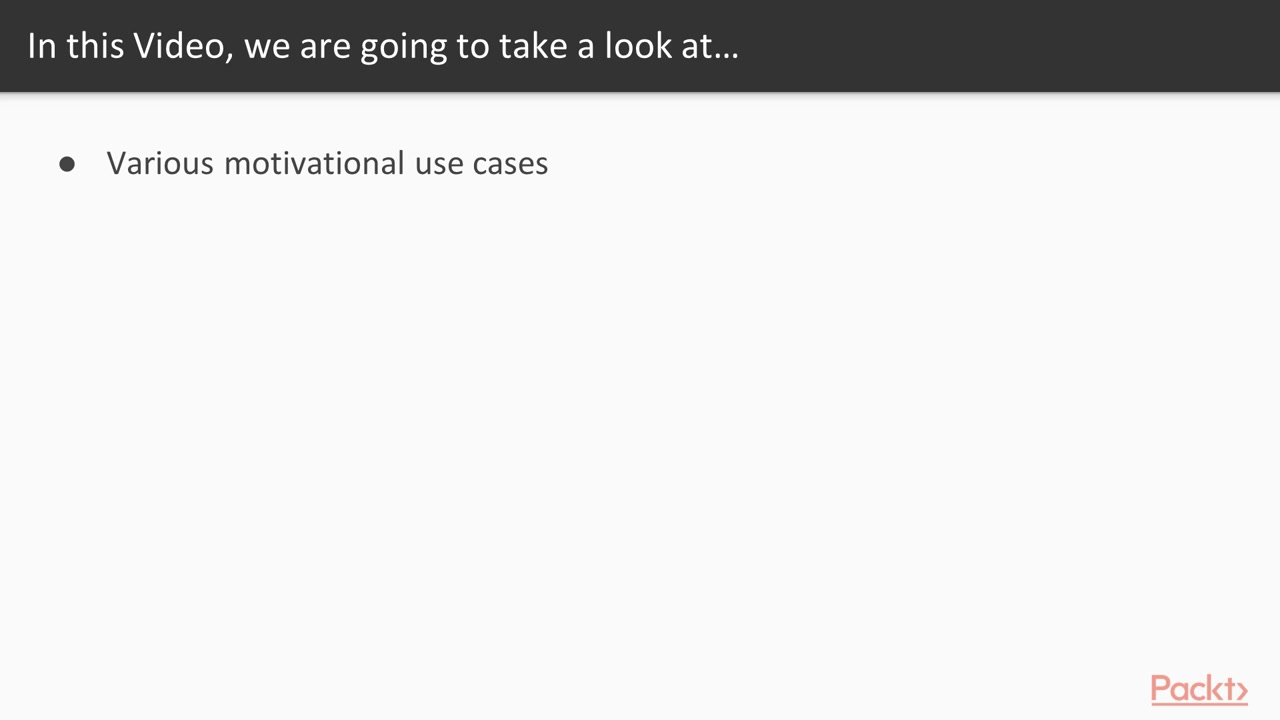 In this Video, we are going to take a look at...
● Various motivational use cases
Packt>